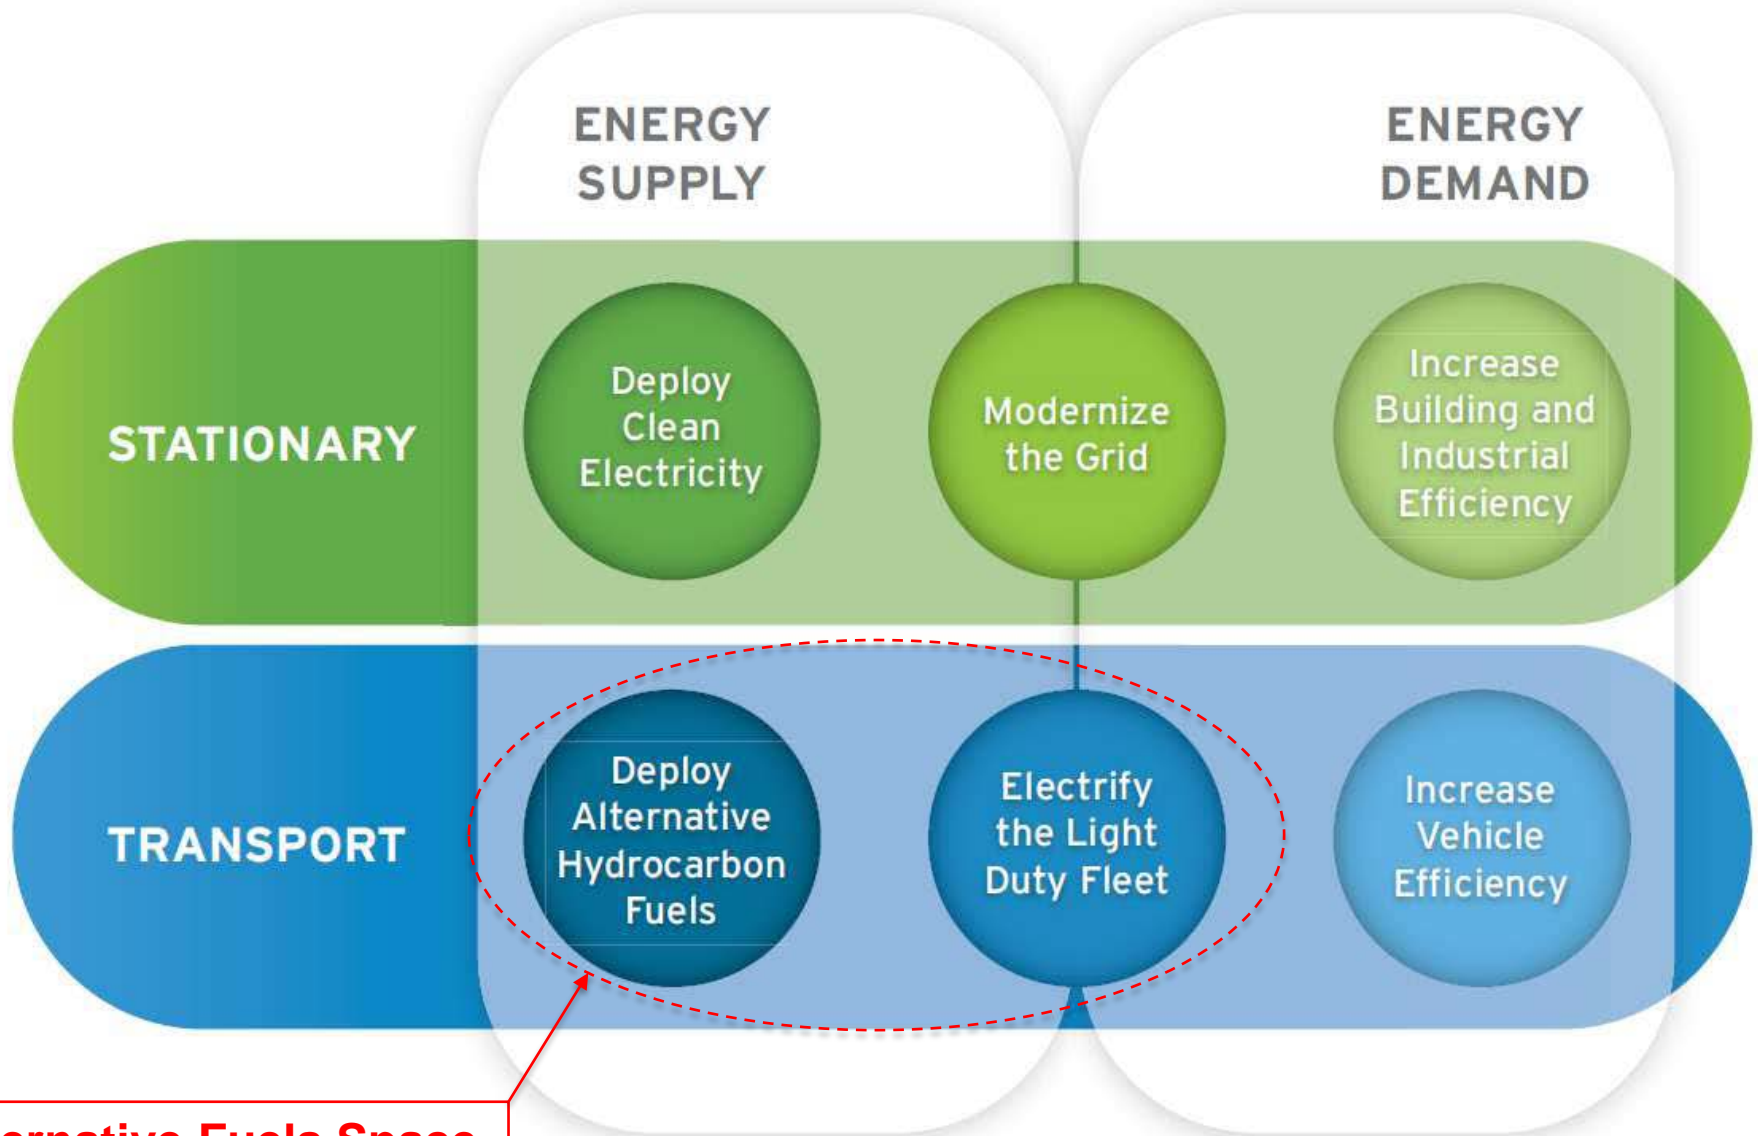 ENERGY
SUPPLY
ENERGY
DEMAND
STATIONARY
Deploy
Clean
Electricity
Modernize
the Grid
Increase
Building and
Industrial
Efficiency
TRANSPORT
Deploy
Alternative
Hydrocarbon
Fuels
Electrify
the Light
Duty Fleet
Increase
Vehicle
Efficiency
Fuels Space